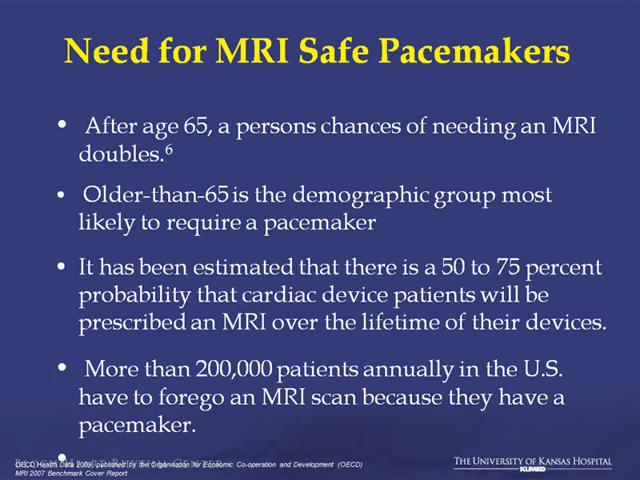 Need for MRI Safe Pacemakers
• After age 65, a persons chances of needing an MRI
doubles.6
• Older-than-65 is the demographic group most
likely to require a pacemaker
• It has been estimated that there is a 50 to 75 percent
probability that cardiac device patients will be
prescribed an MRI over the lifetime of their devices.
• More than 200,000 patients annually in the U.S.
have to forego an MRI scan because they have a
pacemaker.
•
OECD Health Data 2009, published by the Organisation for Economic Co-operation and Development (OECD)
MRI 2007 Benchmark Cover Report
THE UNIVERSITY OF KANSAS HOSPITAL
KUMED